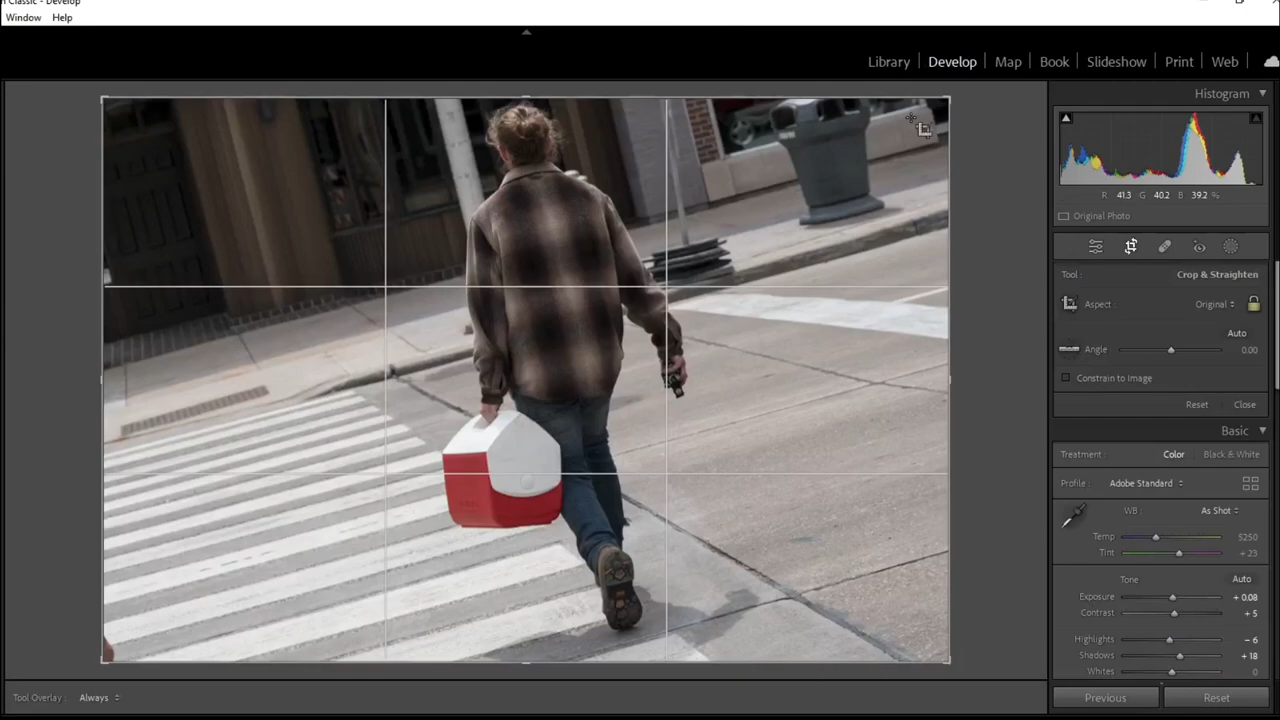 n Classic - Develop
Window Help
Library Develop Map Book Slideshow Print Web
Histogram
R 41.3 G 40.2 B 39.2 %
Original Photo
Tool : Crop & Straighten
Aspect : Original
Auto
Angle 0.00
Constrain to Image
Reset Close
Basic
Treatment : Color Black & White
Profile : Adobe Standard
WB : As Shot
Temp 5250
Tint + 23
Tone Auto
Exposure + 0.08
Contrast + 5
Highlights – 6
Shadows + 18
Whites 0
Previous Reset
Tool Overlay : Always